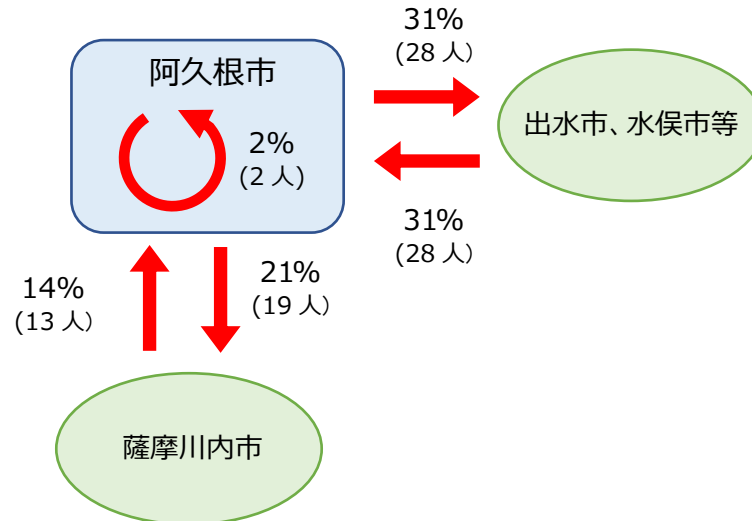 31%
(28 人)
阿久根市
2%
(2 人)
出水市、水俣市等
31%
(28 人)
14%
(13 人)
21%
(19 人)
薩摩川内市